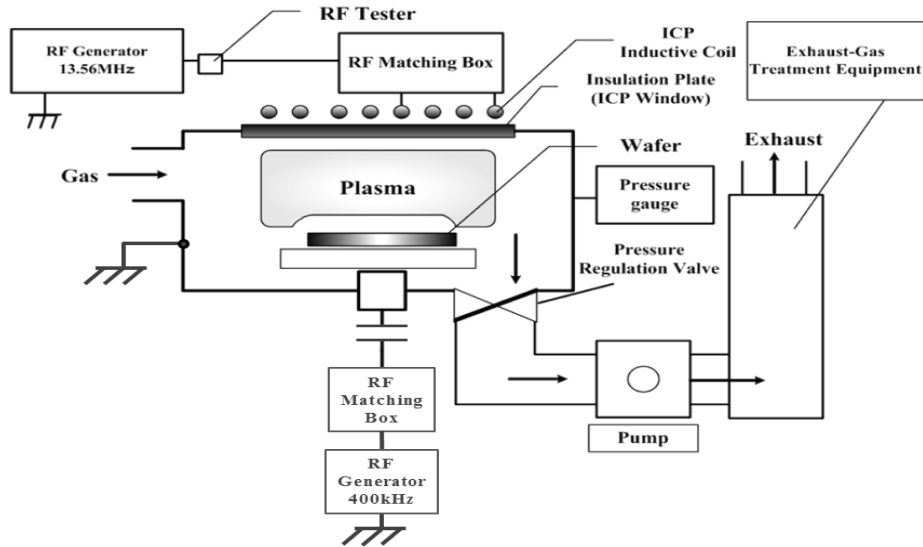 RF Tester
RF Generator
13.56MHz
RF Matching Box
ICP
Inductive Coil
Insulation Plate
(ICP Window)
Exhaust-Gas
Treatment Equipment
Wafer
Exhaust
Gas
Plasma
Pressure
gauge
Pressure
Regulation Valve
RF
Matching
Box
Pump
RF
Generator
400kHz